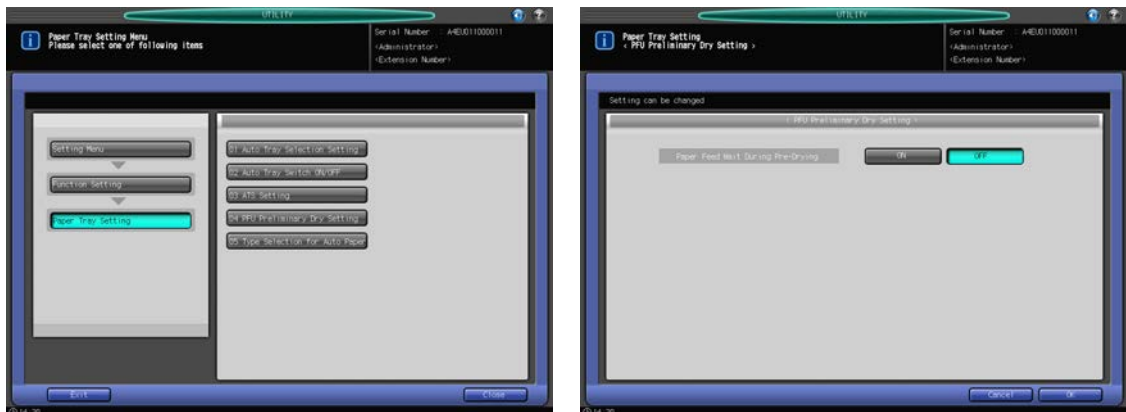 UTILITY
Paper Tray Setting Menu
Please select one of following items
Serial Number : A4EU011000011
<Administrator>
<Extension Number>
Setting Menu
Function Setting
Paper Tray Setting
01 Auto Tray Selection Setting
02 Auto Tray Switch ON/OFF
03 ATS Setting
04 PFU Preliminary Dry Setting
05 Type Selection for Auto Paper
Exit
Close
14:20
UTILITY
Paper Tray Setting
< PFU Preliminary Dry Setting >
Serial Number : A4EU011000011
<Administrator>
<Extension Number>
Setting can be changed
< PFU Preliminary Dry Setting >
Paper Feed Wait During Pre-Drying
ON
OFF
Cancel
OK
14:20